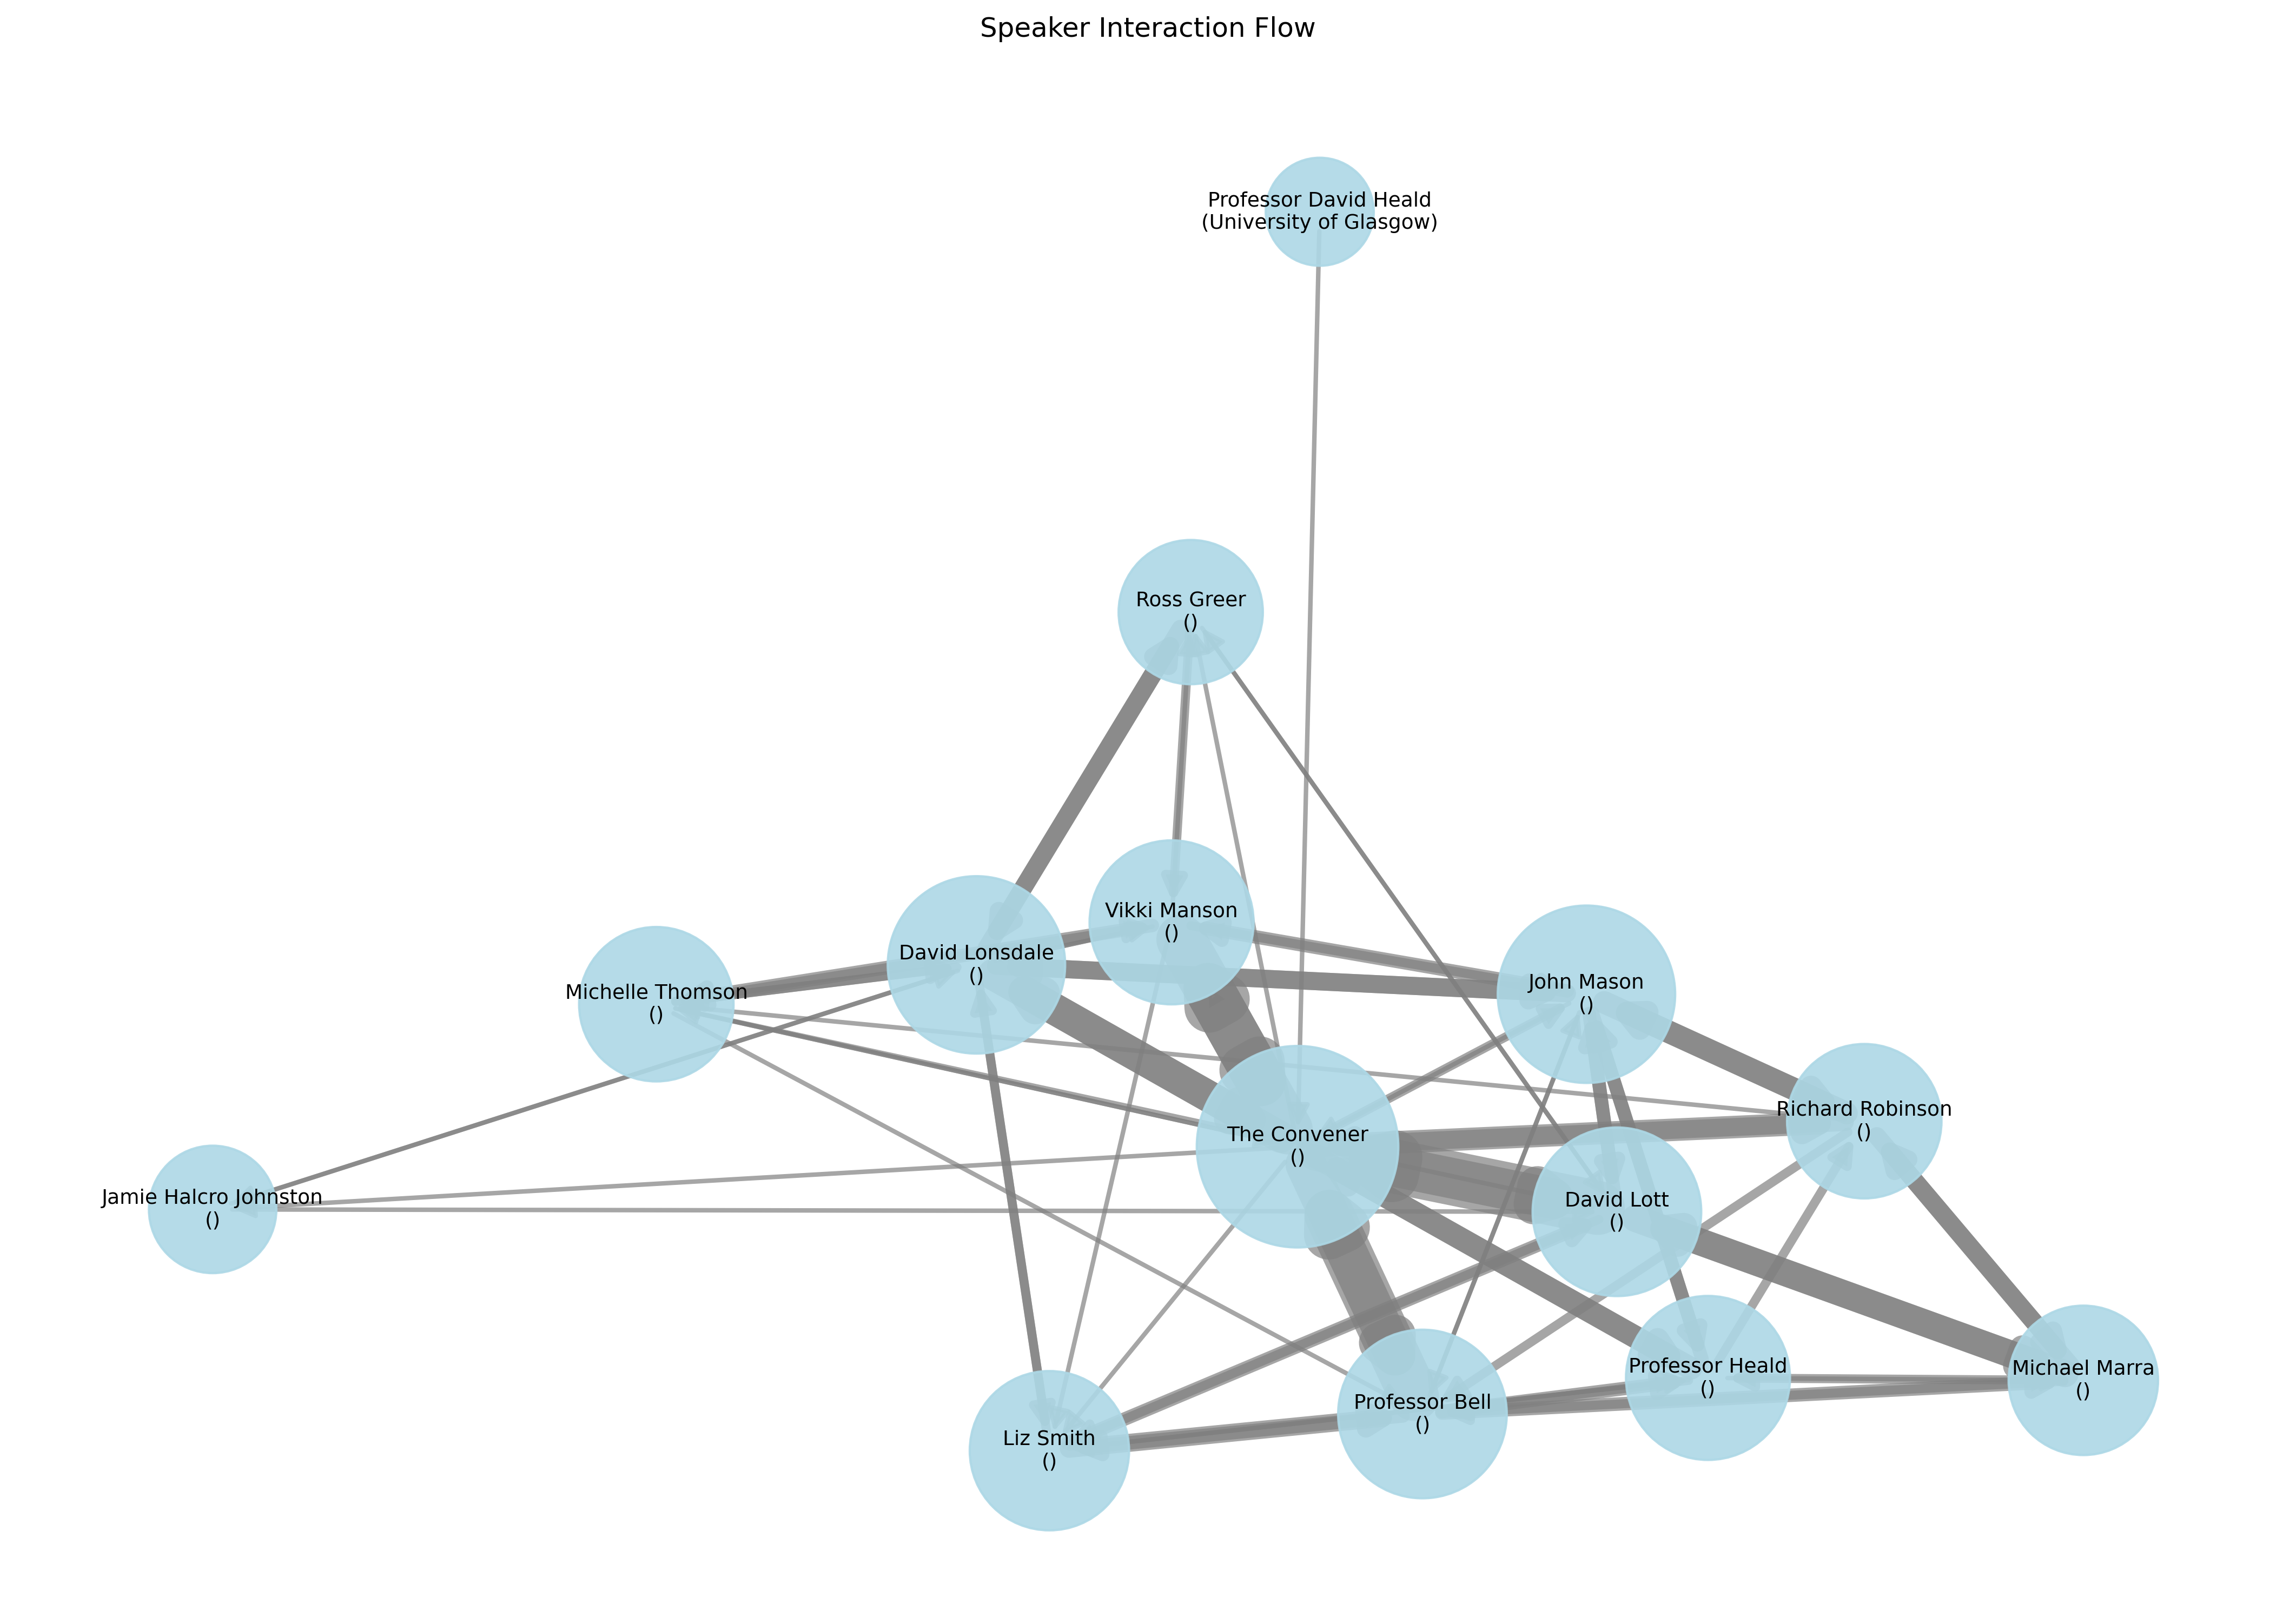 Speaker Interaction Flow
Professor David Heald
(University of Glasgow)
Ross Greer
()
Vikki Manson
()
David Lonsdale
()
John Mason
()
Michelle Thomson
()
Richard Robinson
()
The Convener
()
Jamie Halcro Johnston
()
David Lott
()
Professor Heald
()
Michael Marra
()
Professor Bell
()
Liz Smith
()